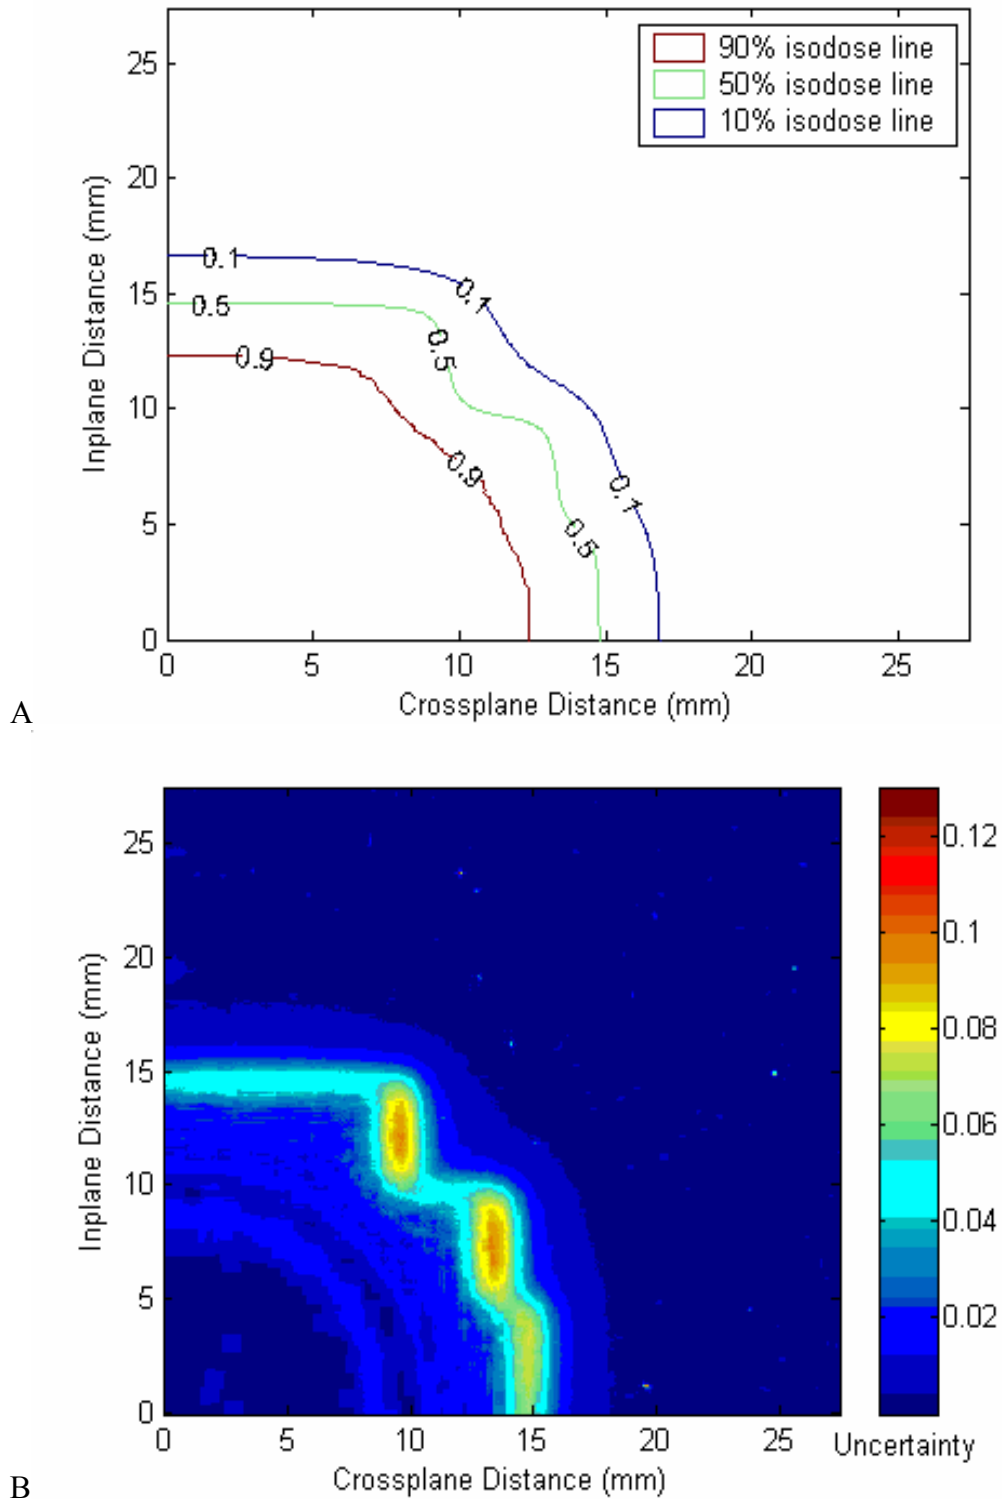 90% isodose line
50% isodose line
10% isodose line
25
20
15
10
5
0
Inplane Distance (mm)
0.1
0.1
0.1
0.5
0.5
0.5
0.9
0.9
0 5 10 15 20 25
Crossplane Distance (mm)
A
25
20
15
10
5
0
Inplane Distance (mm)
0 5 10 15 20 25
Crossplane Distance (mm)
0.12
0.1
0.08
0.06
0.04
0.02
Uncertainty
B